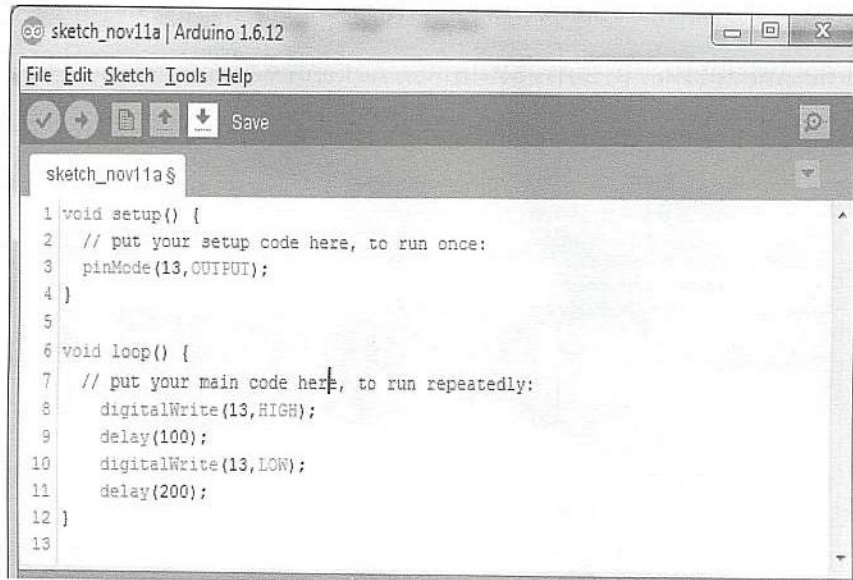 sketch_nov11a | Arduino 1.6.12
File Edit Sketch Tools Help
Save
sketch_nov11a §
1 void setup() {
2 // put your setup code here, to run once:
3 pinMode(13,OUTPUT);
4 }
5
6 void loop() {
7 // put your main code here, to run repeatedly:
8 digitalWrite(13,HIGH);
9 delay(100);
10 digitalWrite(13,LOW);
11 delay(200);
12 }
13